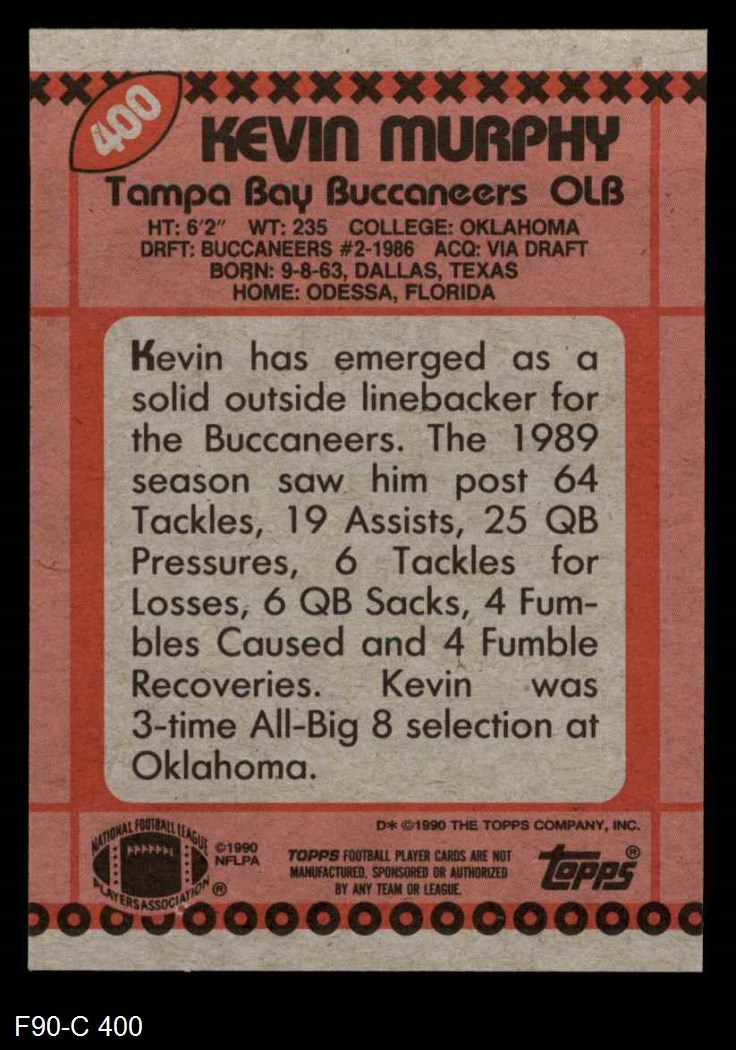 400
KEVIN MURPHY
Tampa Bay Buccaneers OLB
HT: 6'2" WT: 235 COLLEGE: OKLAHOMA
DRFT: BUCCANEERS #2-1986 ACQ: VIA DRAFT
BORN: 9-8-63, DALLAS, TEXAS
HOME: ODESSA, FLORIDA
Kevin has emerged as a
solid outside linebacker for
the Buccaneers. The 1989
season saw him post 64
Tackles, 19 Assists, 25 QB
Pressures, 6 Tackles for
Losses, 6 QB Sacks, 4 Fum-
bles Caused and 4 Fumble
Recoveries. Kevin was
3-time All-Big 8 selection at
Oklahoma.
D* ©1990 THE TOPPS COMPANY, INC.
NATIONAL FOOTBALL LEAGUE
PLAYERS ASSOCIATION ®
©1990
NFLPA
TOPPS FOOTBALL PLAYER CARDS ARE NOT
MANUFACTURED, SPONSORED OR AUTHORIZED
BY ANY TEAM OR LEAGUE.
topps®
F90-C 400